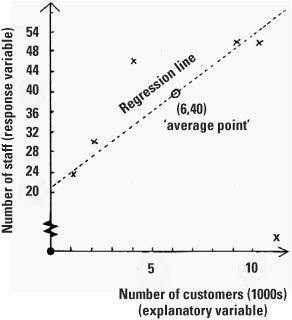 Number of staff (response variable)
54
48
44
40
36
32
28
24
20
Regression line
(6,40)
'average point'
5
10
Number of customers (1000s)
(explanatory variable)